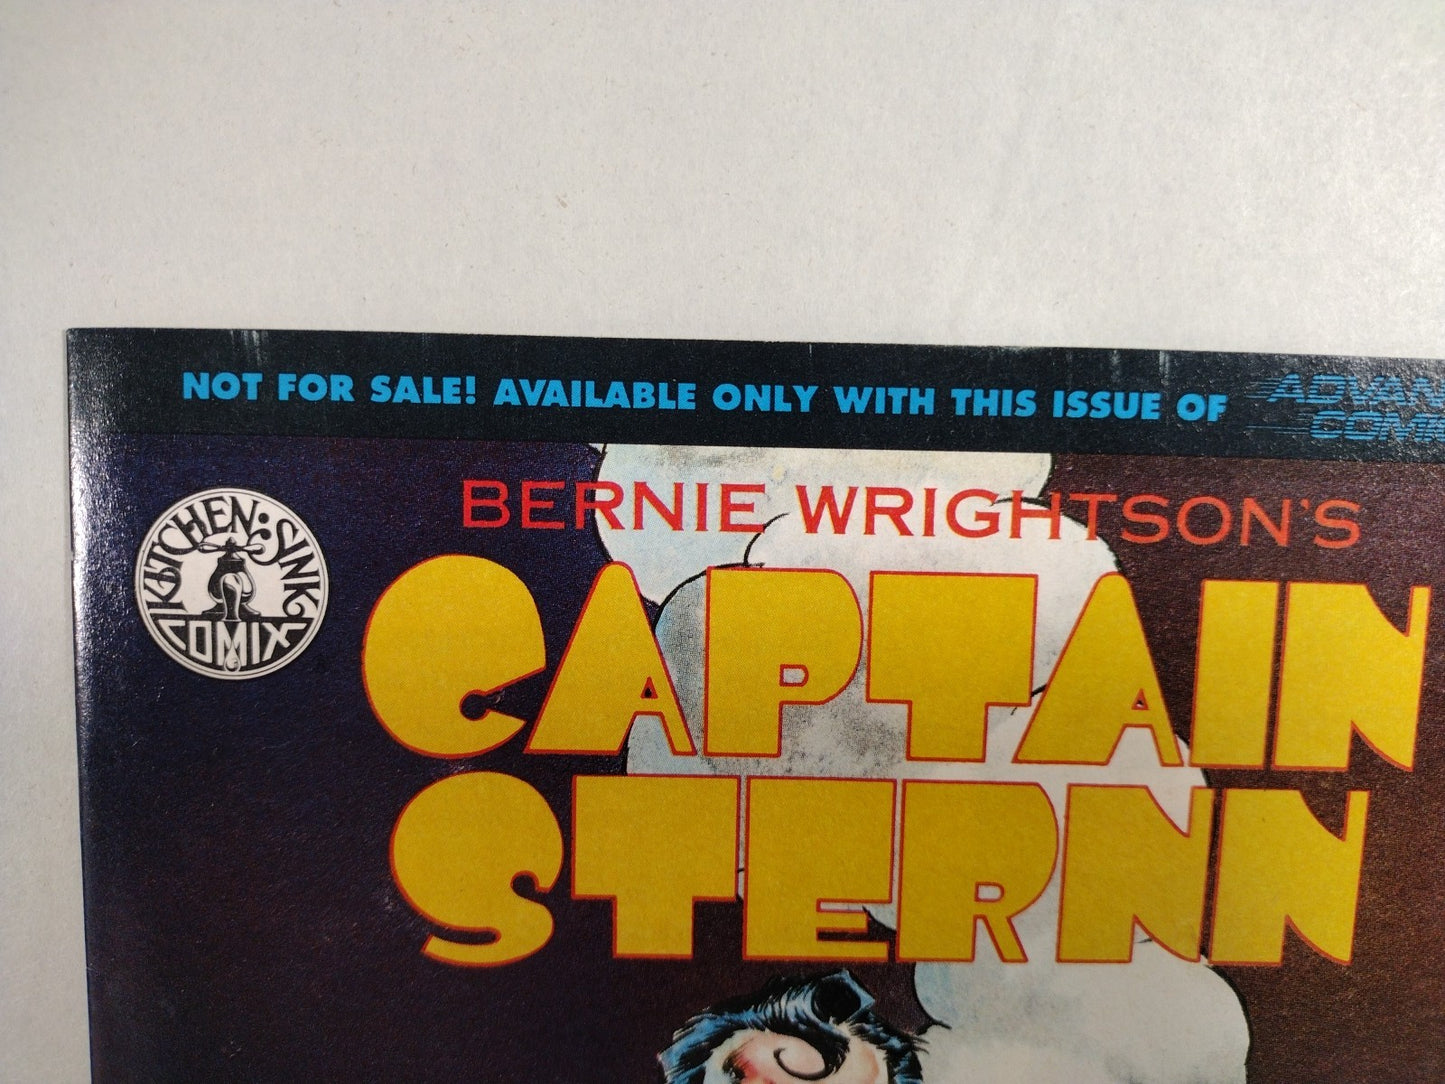 NOT FOR SALE! AVAILABLE ONLY WITH THIS ISSUE OF
KITCHEN SINK
COMIX
BERNIE WRIGHTSON'S
CAPTAIN
STERNN